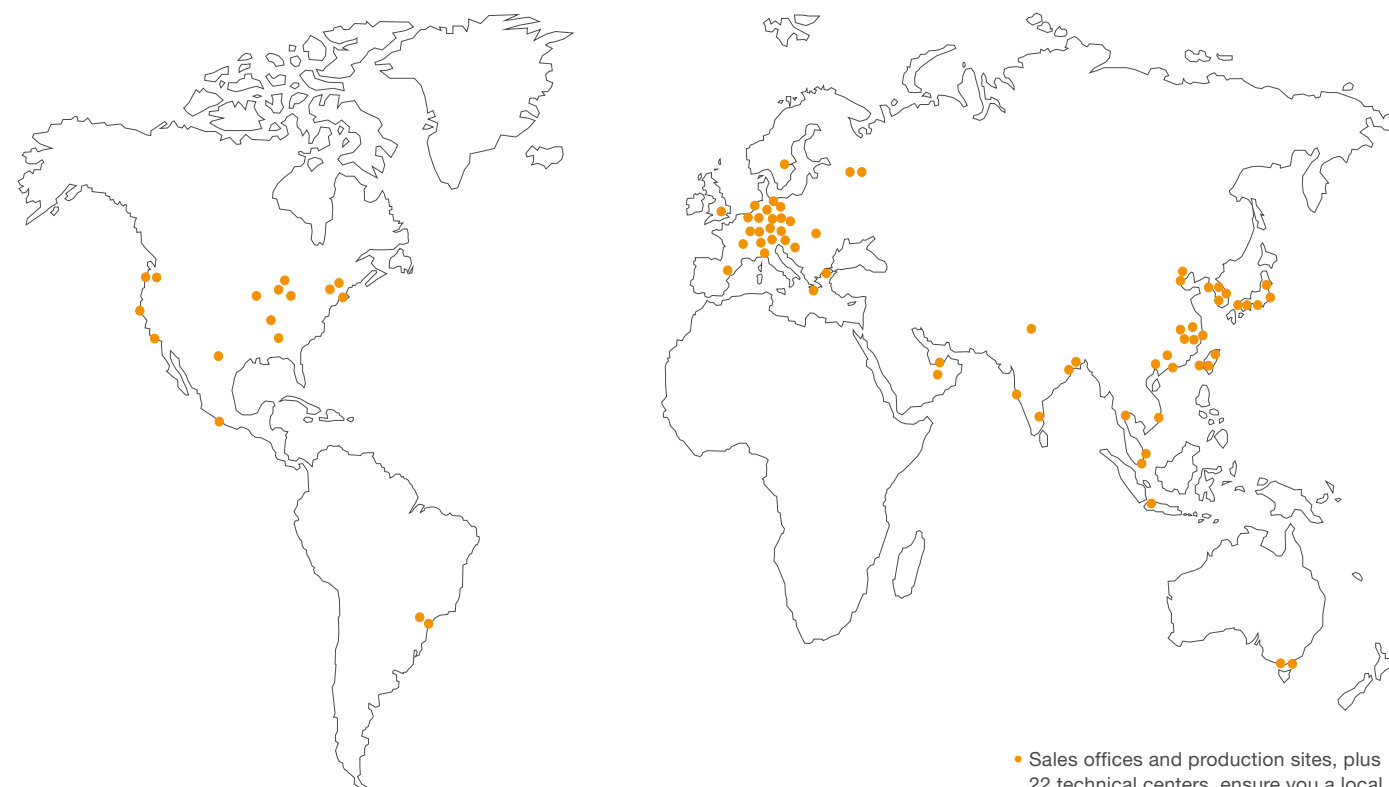 Sales offices and production sites, plus
22 technical centers, ensure you a local